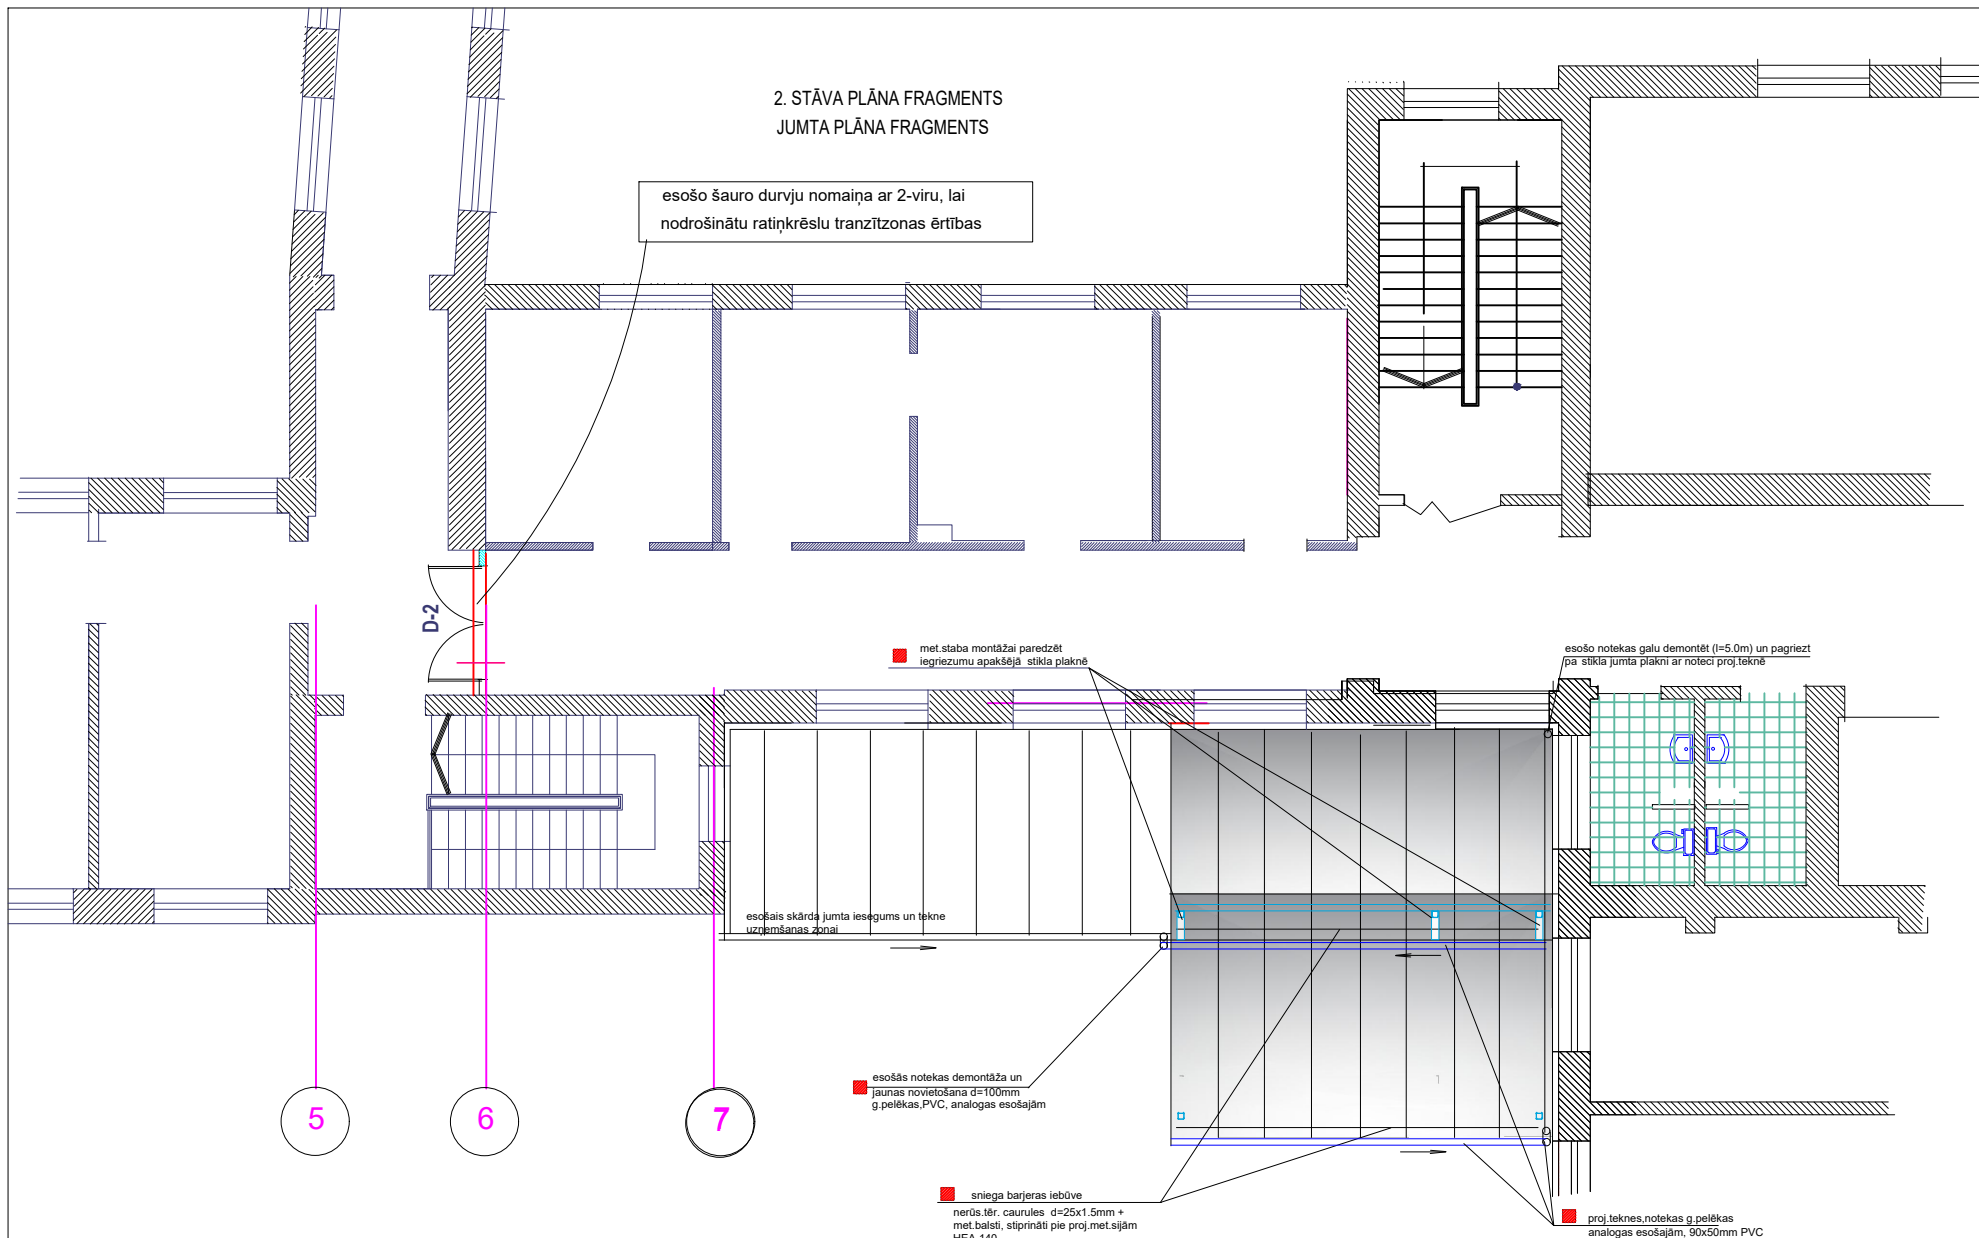 2. STĀVA PLĀNA FRAGMENTS
JUMTA PLĀNA FRAGMENTS
esošo šauro durvju nomaiņa ar 2-viru, lai
nodrošinātu ratiņkrēslu tranzītzonas ērtības
D-2
met.staba montāžai paredzēt
iegriezumu apakšējā stikla plaknē
esošo notekas galu demontēt (l=5.0m) un pagriezt
pa stikla jumta plakni ar noteci proj.teknē
esošais skārda jumta iesegums un tekne
uzņemšanas zonai
esošās notekas demontāža un
jaunas novietošana d=100mm
g.pelēkas,PVC, analogas esošajām
5
6
7
sniega barjeras iebūve
nerūs.tēr. caurules d=25x1.5mm +
met.balsti, stiprināti pie proj.met.sijām
HEA 140
proj.teknes,notekas g.pelēkas
analogas esošajām, 90x50mm PVC